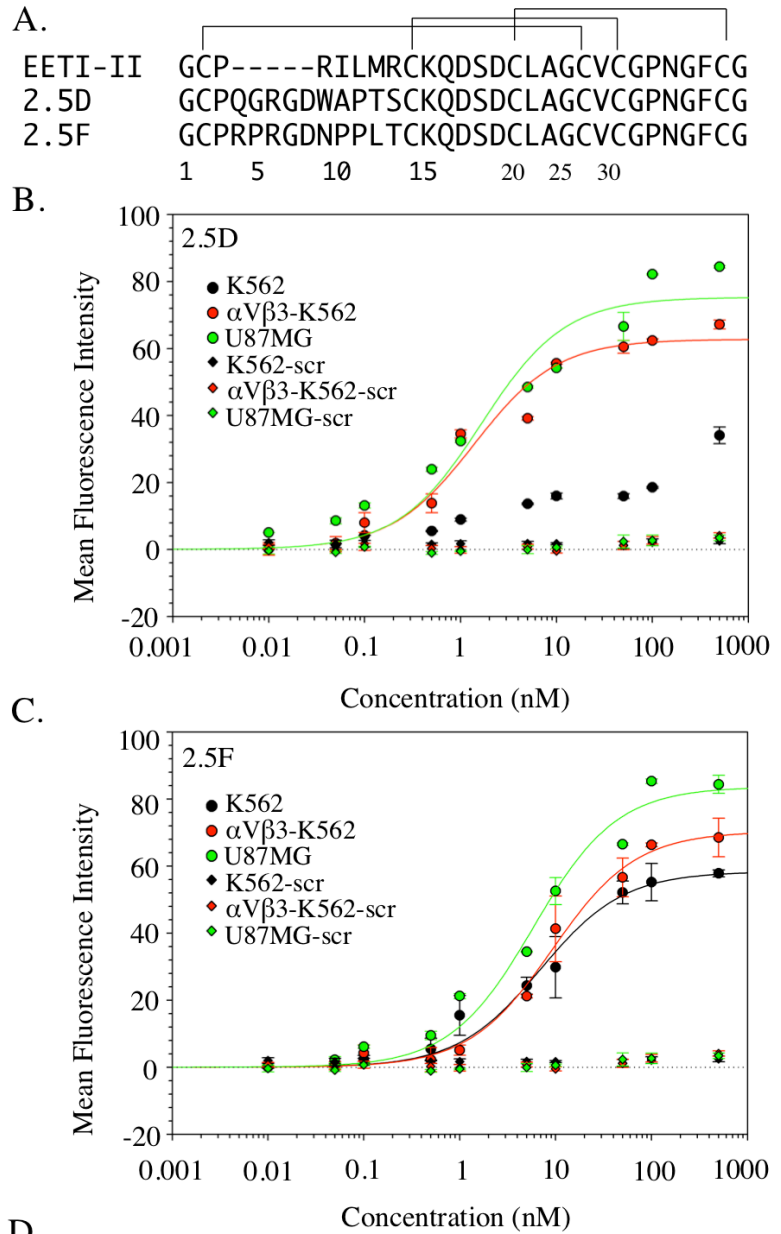 A.
EETI-II GCP-----RILMRCKQDSDCLAGCVCGPNGFCG
2.5D GCPQGRGDWAPTSCKQDSDCLAGCVCGPNGFCG
2.5F GCPRPRGDNPPLTCKQDSDCLAGCVCGPNGFCG
1 5 10 15 20 25 30
B.
100
80
60
40
20
0
-20
Mean Fluorescence Intensity
2.5D
K562
αVβ3-K562
U87MG
K562-scr
αVβ3-K562-scr
U87MG-scr
0.001 0.01 0.1 1 10 100 1000
Concentration (nM)
C.
100
80
60
40
20
0
-20
Mean Fluorescence Intensity
2.5F
K562
αVβ3-K562
U87MG
K562-scr
αVβ3-K562-scr
U87MG-scr
0.001 0.01 0.1 1 10 100 1000
Concentration (nM)
D